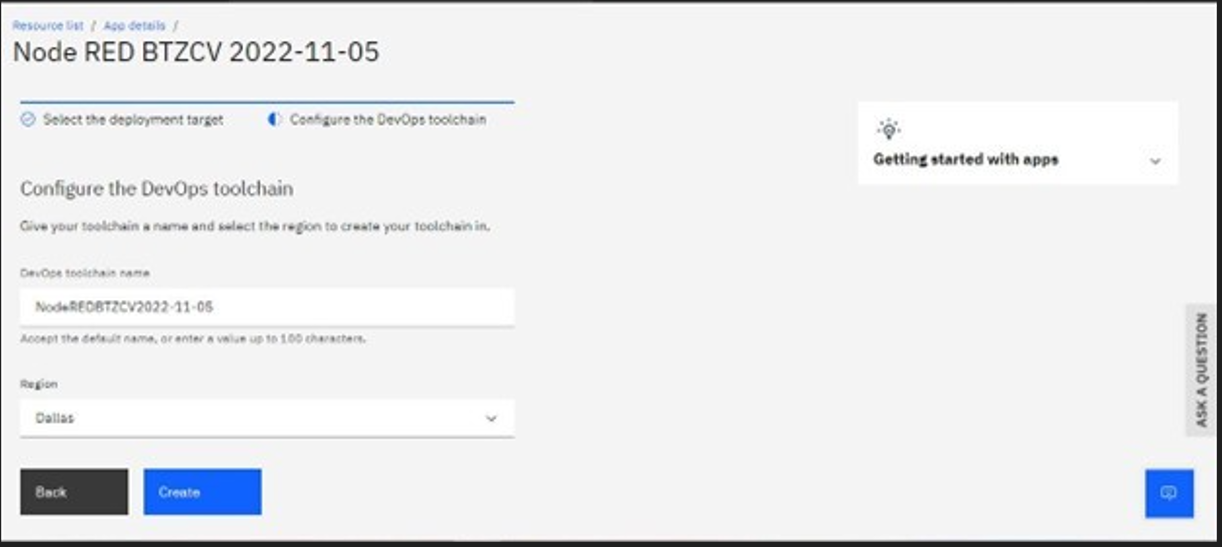 Resource list / App details /
Node RED BTZCV 2022-11-05
Select the deployment target
Configure the DevOps toolchain
Getting started with apps
Configure the DevOps toolchain
Give your toolchain a name and select the region to create your toolchain in.
DevOps toolchain name
NodeREDBTZCV2022-11-05
Accept the default name, or enter a value up to 100 characters.
Region
Dallas
Back
Create
ASK A QUESTION